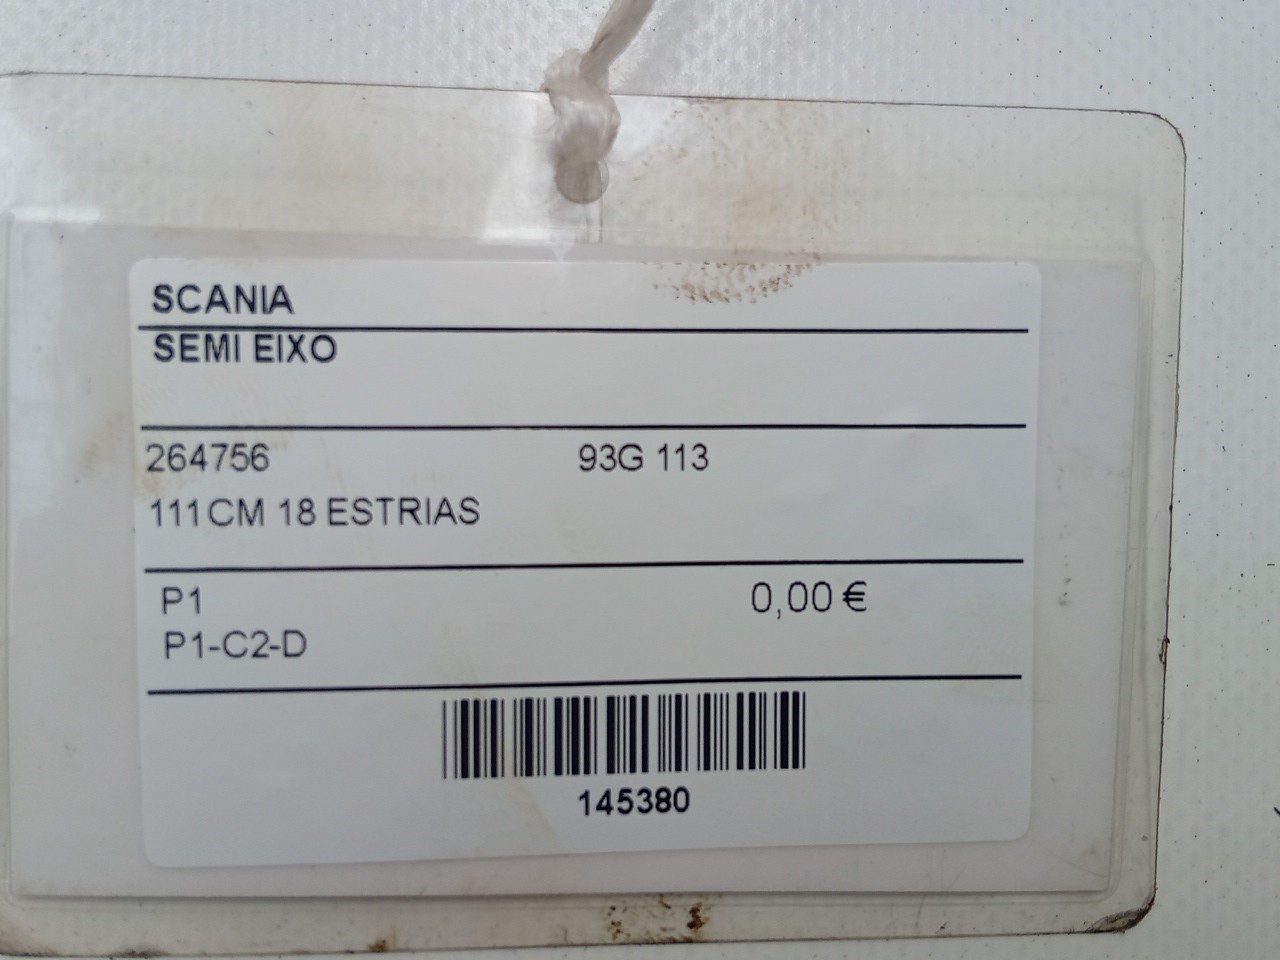 SCANIA
SEMI EIXO
264756 93G 113
111CM 18 ESTRIAS
P1 0,00 €
P1-C2-D
145380